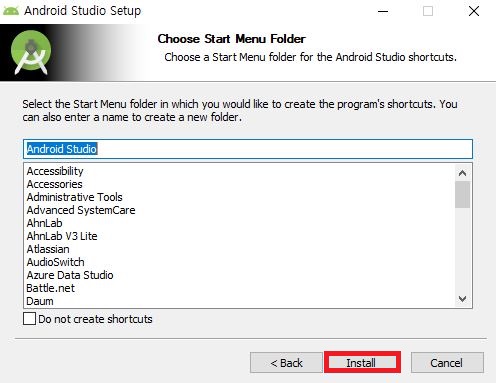 Android Studio Setup
Choose Start Menu Folder
Choose a Start Menu folder for the Android Studio shortcuts.
Select the Start Menu folder in which you would like to create the program's shortcuts. You
can also enter a name to create a new folder.
Android Studio
Accessibility
Accessories
Administrative Tools
Advanced SystemCare
AhnLab
AhnLab V3 Lite
Atlassian
AudioSwitch
Azure Data Studio
Battle.net
Daum
Do not create shortcuts
< Back
Install
Cancel